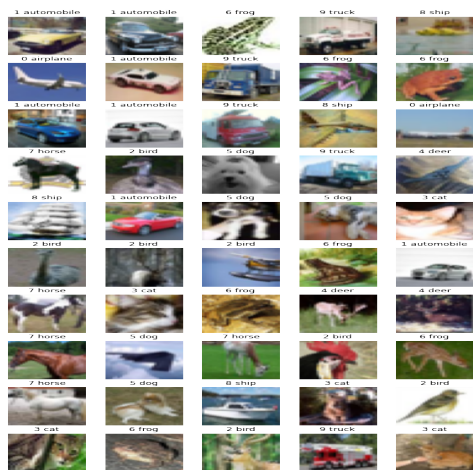 1 automobile 1 automobile 6 frog 9 truck 8 ship
0 airplane 1 automobile 9 truck 6 frog 6 frog
1 automobile 1 automobile 9 truck 8 ship 0 airplane
7 horse 2 bird 5 dog 9 truck 4 deer
8 ship 1 automobile 5 dog 5 dog 3 cat
2 bird 2 bird 2 bird 6 frog 1 automobile
7 horse 3 cat 6 frog 4 deer 3 cat
7 horse 5 dog 7 horse 2 bird 6 frog
7 horse 5 dog 8 ship 3 cat 2 bird
3 cat 6 frog 4 deer 9 truck 3 cat